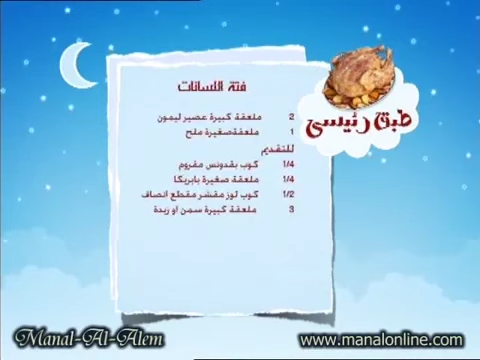 فتة اللسانات
طبق رئيسي
2 ملعقة كبيرة عصير ليمون
1 ملعقةصغيرة ملح
للتقديم
1/4 كوب بقدونس مفروم
1/4 ملعقة صغيرة بابريكا
1/2 كوب لوز مقشر مقطع انصاف
3 ملعقة كبيرة سمن او زبدة
Manal-Al-Alem
www.manalonline.com